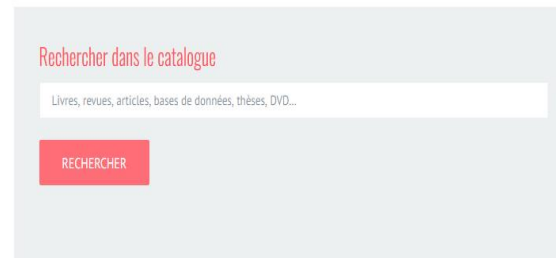 Rechercher dans le catalogue
Livres, revues, articles, bases de données, thèses, DVD...
RECHERCHER